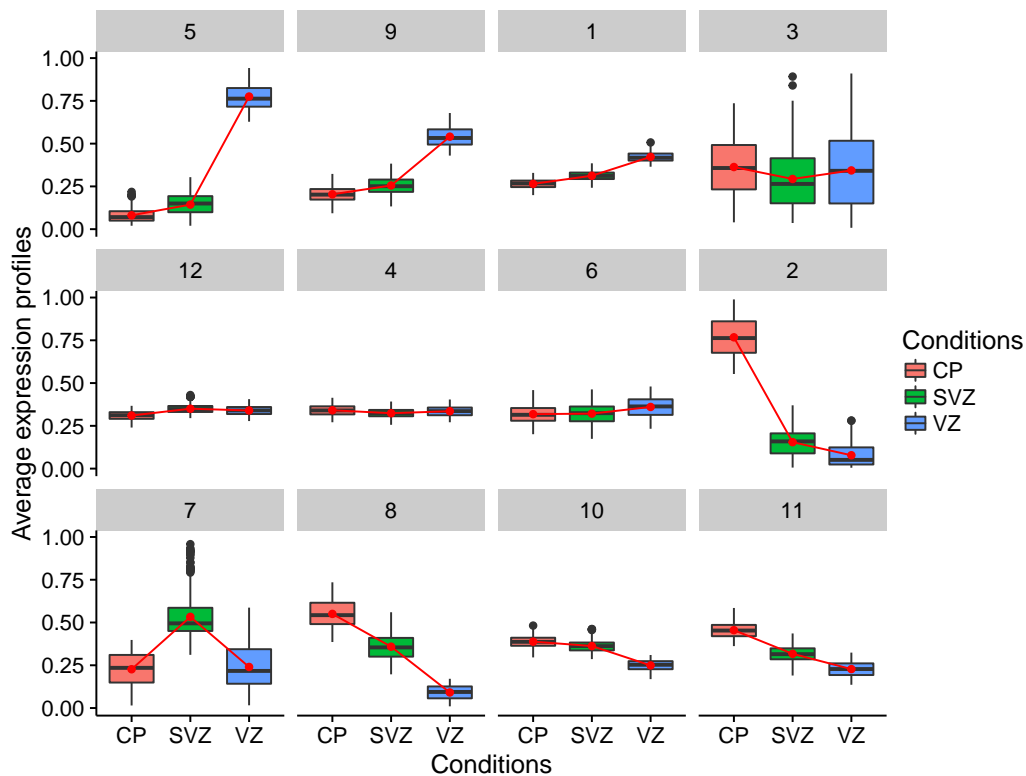 5 9 1 3
1.00
0.75
0.50
0.25
0.00
12 4 6 2
1.00
0.75
0.50
0.25
0.00
7 8 10 11
1.00
0.75
0.50
0.25
0.00
CP SVZ VZ CP SVZ VZ CP SVZ VZ CP SVZ VZ
Conditions
Average expression profiles
Conditions
CP
SVZ
VZ